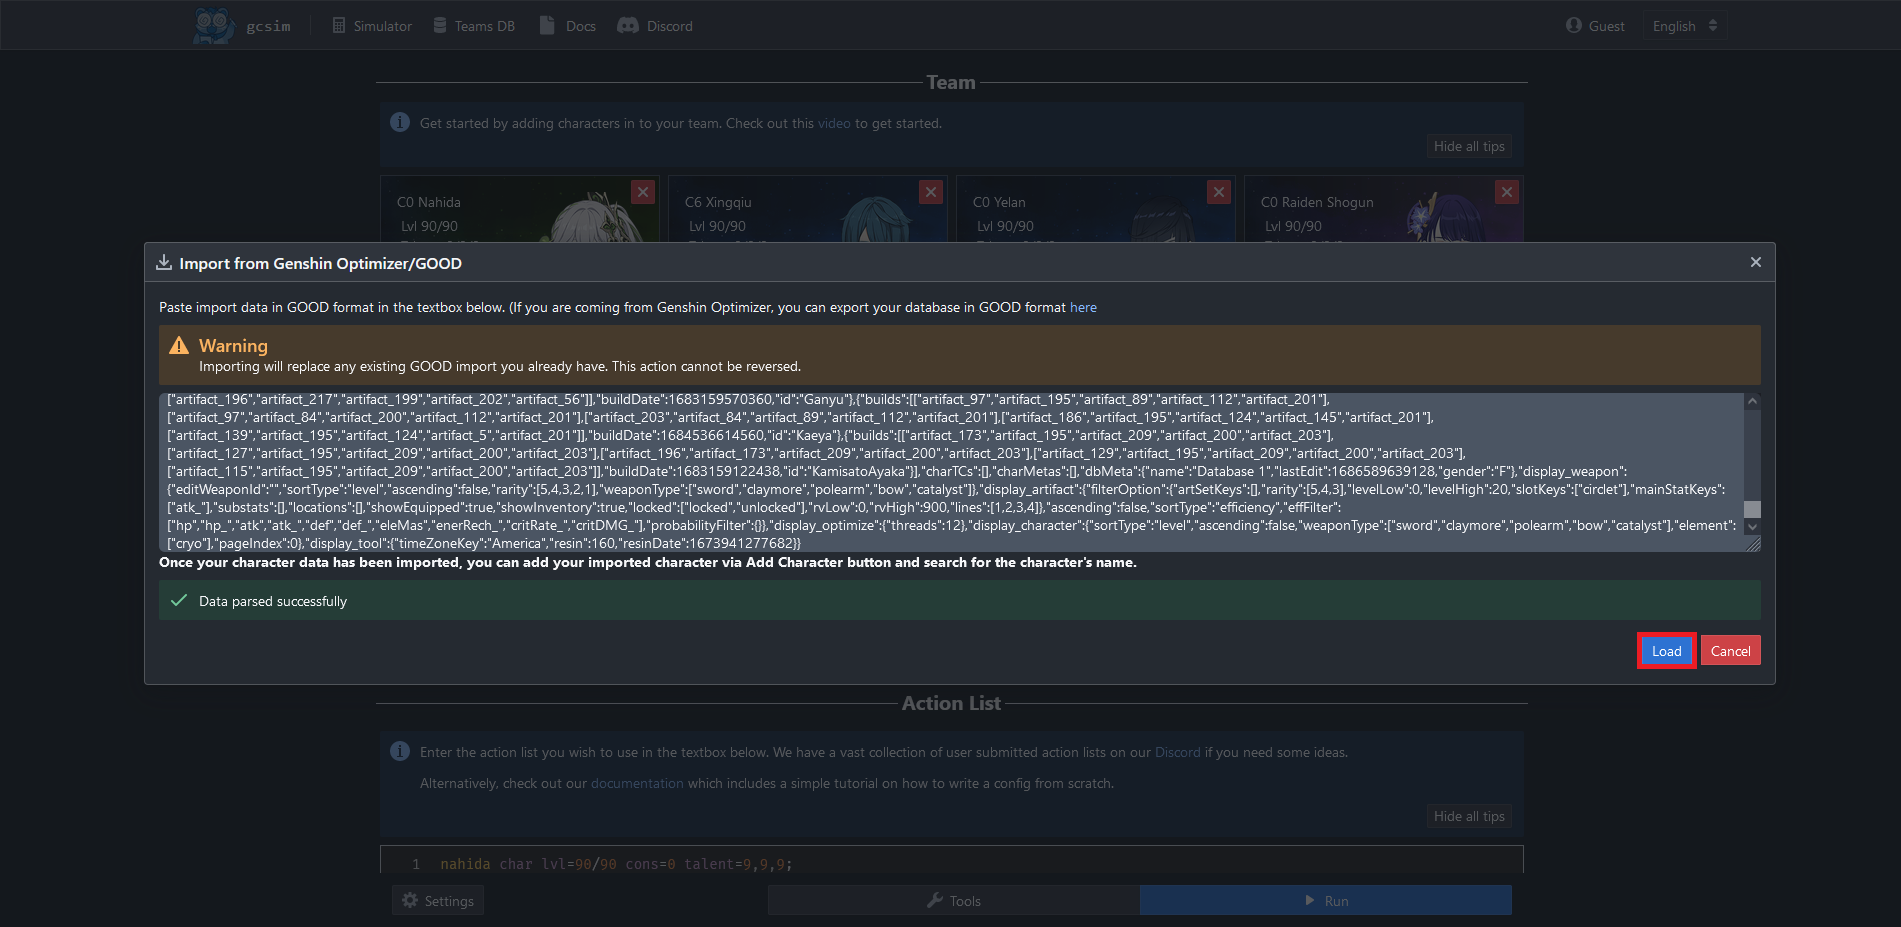 gcsim
Simulator
Teams DB
Docs
Discord
Guest
English
Team
Get started by adding characters in to your team. Check out this video to get started.
Hide all tips
C0 Nahida
Lvl 90/90
C6 Xingqiu
Lvl 90/90
C0 Yelan
Lvl 90/90
C0 Raiden Shogun
Lvl 90/90
Import from Genshin Optimizer/GOOD
Paste import data in GOOD format in the textbox below. (If you are coming from Genshin Optimizer, you can export your database in GOOD format here
Warning
Importing will replace any existing GOOD import you already have. This action cannot be reversed.
["artifact_196","artifact_217","artifact_199","artifact_202","artifact_56"]],"buildDate":1683159570360,"id":"Ganyu"},{"builds":[["artifact_97","artifact_195","artifact_89","artifact_112","artifact_201"],
["artifact_97","artifact_84","artifact_200","artifact_112","artifact_201"],["artifact_203","artifact_84","artifact_89","artifact_112","artifact_201"],["artifact_186","artifact_195","artifact_124","artifact_145","artifact_201"],
["artifact_139","artifact_195","artifact_124","artifact_5","artifact_201"]],"buildDate":1684536614560,"id":"Kaeya"},{"builds":[["artifact_173","artifact_195","artifact_209","artifact_200","artifact_203"],
["artifact_127","artifact_195","artifact_209","artifact_200","artifact_203"],["artifact_196","artifact_173","artifact_209","artifact_200","artifact_203"],["artifact_129","artifact_195","artifact_209","artifact_200","artifact_203"],
["artifact_115","artifact_195","artifact_209","artifact_200","artifact_203"]],"buildDate":1683159122438,"id":"KamisatoAyaka"}],"charTCs":[],"charMetas":[],"dbMeta":{"name":"Database 1","lastEdit":1686589639128,"gender":"F"},"display_weapon":
{"editWeaponId":"","sortType":"level","ascending":false,"rarity":[5,4,3,2,1],"weaponType":["sword","claymore","polearm","bow","catalyst"]},"display_artifact":{"filterOption":{"artSetKeys":[],"rarity":[5,4,3],"levelLow":0,"levelHigh":20,"slotKeys":["circlet"],"mainStatKeys":
["atk_"],"substats":[],"locations":[],"showEquipped":true,"showInventory":true,"locked":["locked","unlocked"],"rvLow":0,"rvHigh":900,"lines":[1,2,3,4]},"ascending":false,"sortType":"efficiency","effFilter":
["hp","hp_","atk","atk_","def","def_","eleMas","enerRech_","critRate_","critDMG_"],"probabilityFilter":{}},"display_optimize":{"threads":12},"display_character":{"sortType":"level","ascending":false,"weaponType":["sword","claymore","polearm","bow","catalyst"],"element":
["cryo"],"pageIndex":0},"display_tool":{"timeZoneKey":"America","resin":160,"resinDate":1673941277682}}
Once your character data has been imported, you can add your imported character via Add Character button and search for the character's name.
Data parsed successfully
Load
Cancel
Action List
Enter the action list you wish to use in the textbox below. We have a vast collection of user submitted action lists on our Discord if you need some ideas.
Alternatively, check out our documentation which includes a simple tutorial on how to write a config from scratch.
Hide all tips
1 nahida char lvl=90/90 cons=0 talent=9,9,9;
Settings
Tools
Run